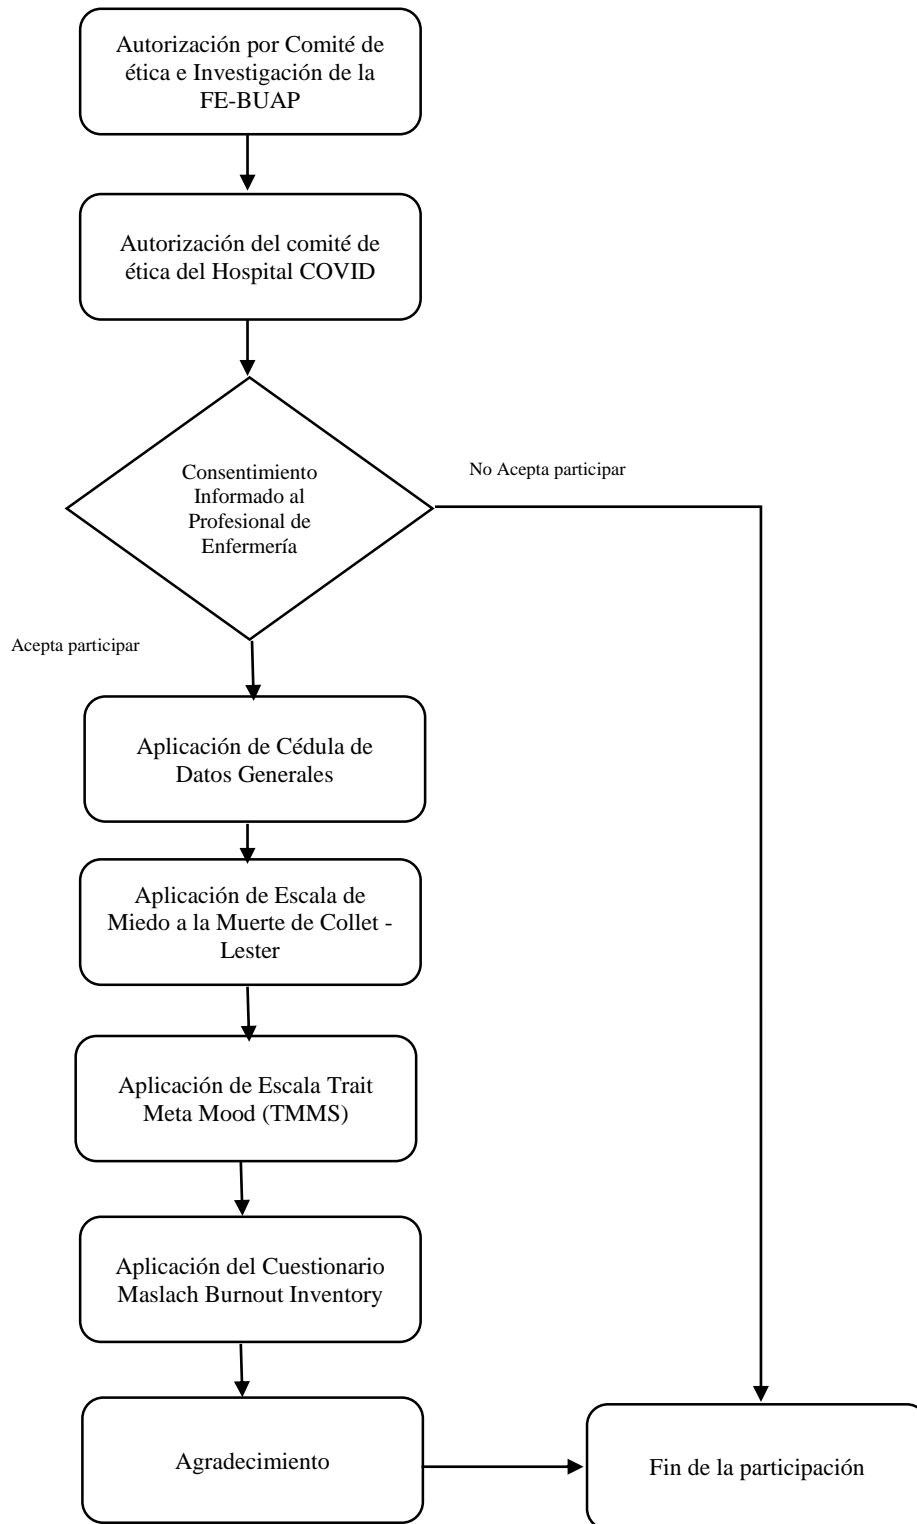 Autorización por Comité de
ética e Investigación de la
FE-BUAP
Autorización del comité de
ética del Hospital COVID
Consentimiento
Informado al
Profesional de
Enfermería
No Acepta participar
Acepta participar
Aplicación de Cédula de
Datos Generales
Aplicación de Escala de
Miedo a la Muerte de Collet -
Lester
Aplicación de Escala Trait
Meta Mood (TMMS)
Aplicación del Cuestionario
Maslach Burnout Inventory
Agradecimiento
Fin de la participación